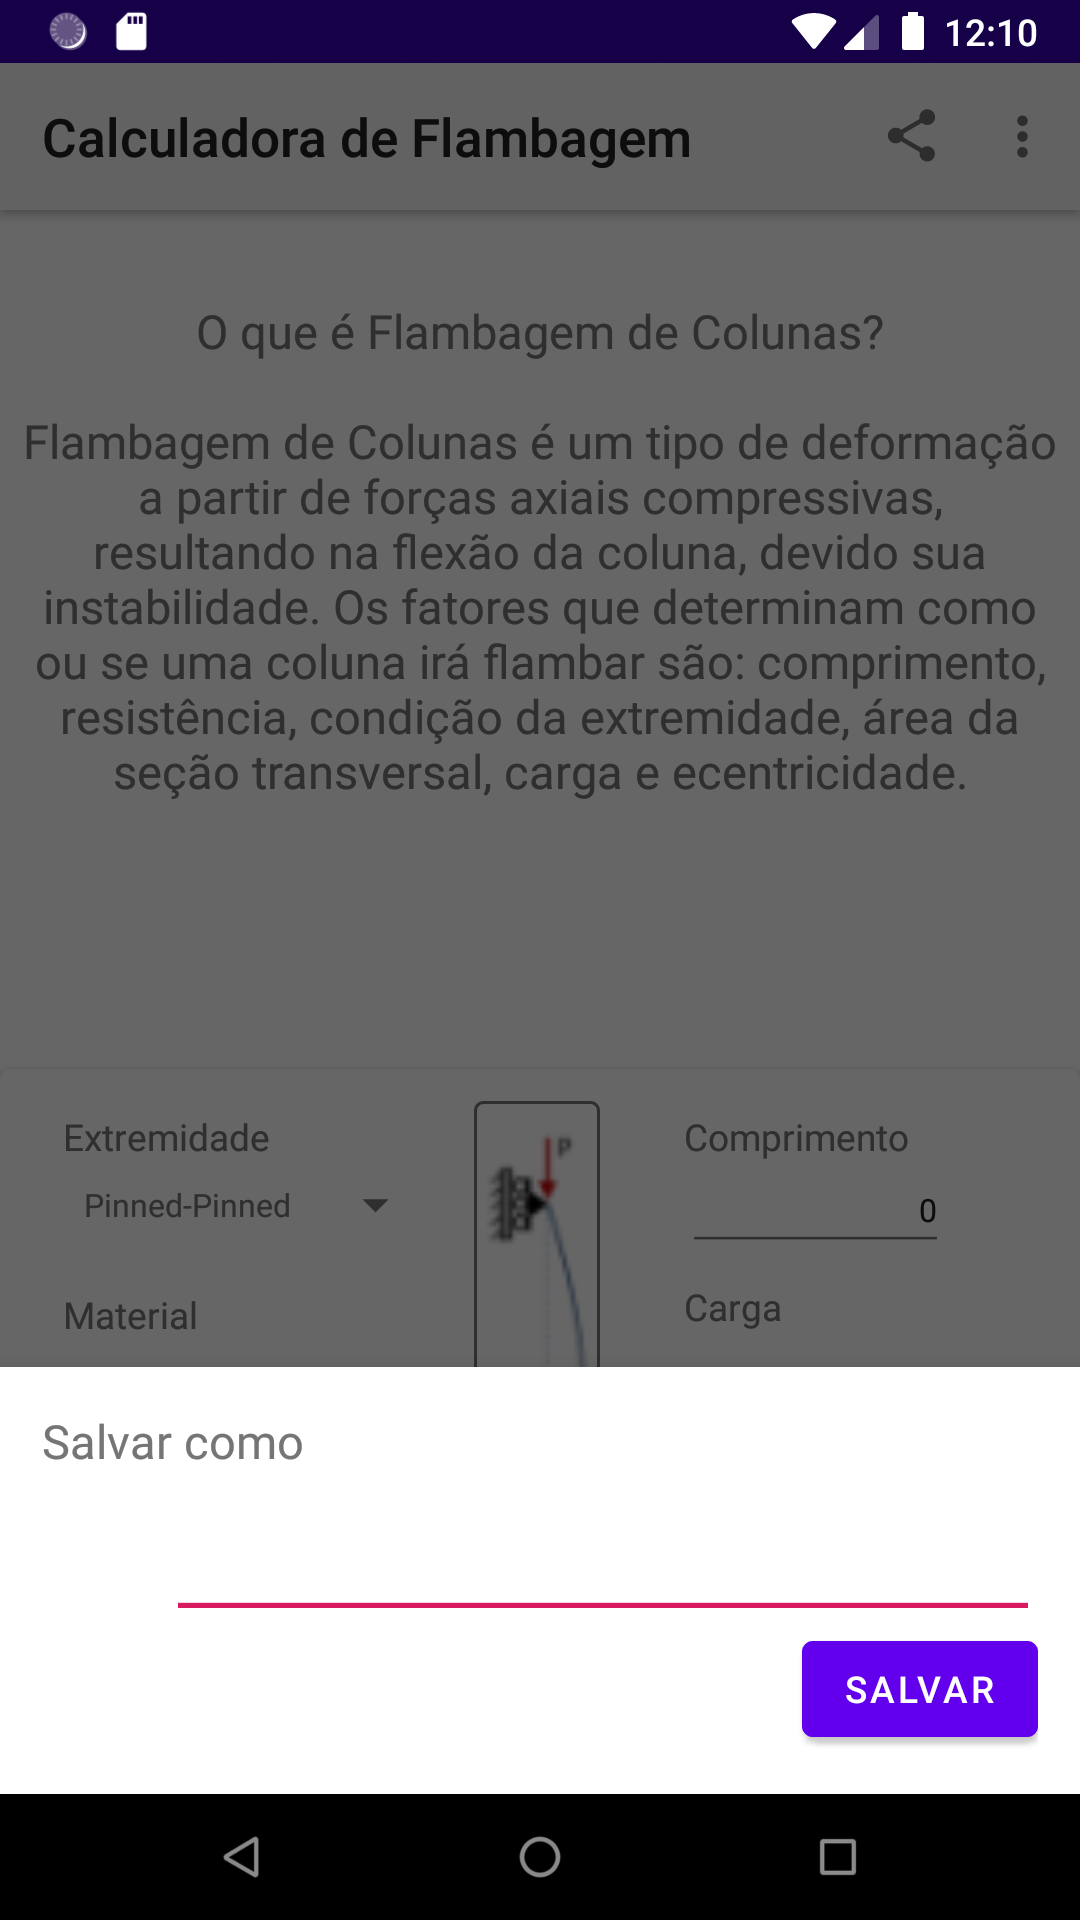 12:10
Calculadora de Flambagem
O que é Flambagem de Colunas?
Flambagem de Colunas é um tipo de deformação
a partir de forças axiais compressivas,
resultando na flexão da coluna, devido sua
instabilidade. Os fatores que determinam como
ou se uma coluna irá flambar são: comprimento,
resistência, condição da extremidade, área da
seção transversal, carga e ecentricidade.
Extremidade
Pinned-Pinned
Material
P
Comprimento
0
Carga
Salvar como
SALVAR